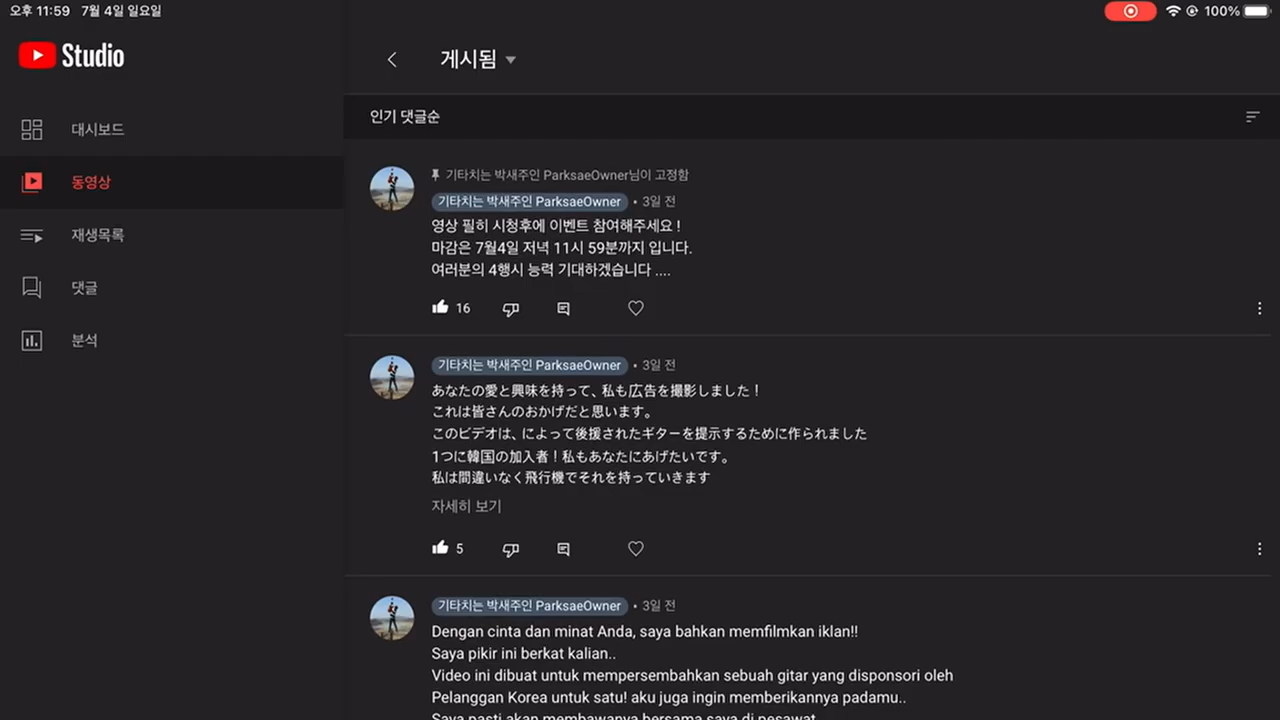 오후 11:59 7월 4일 일요일
100%
Studio
대시보드
동영상
재생목록
댓글
분석
게시됨
인기 댓글순
기타치는 박새주인 ParksaeOwner님이 고정함
기타치는 박새주인 ParksaeOwner • 3일 전
영상 필히 시청후에 이벤트 참여해주세요 !
마감은 7월4일 저녁 11시 59분까지 입니다.
여러분의 4행시 능력 기대하겠습니다 ....
16
기타치는 박새주인 ParksaeOwner • 3일 전
あなたの愛と興味を持って、私も広告を撮影しました！
これは皆さんのおかげだと思います。
このビデオは、によって後援されたギターを提示するために作られました
1つに韓国の加入者！私もあなたにあげたいです。
私は間違いなく飛行機でそれを持っていきます
자세히 보기
5
기타치는 박새주인 ParksaeOwner • 3일 전
Dengan cinta dan minat Anda, saya bahkan memfilmkan iklan!!
Saya pikir ini berkat kalian..
Video ini dibuat untuk mempersembahkan sebuah gitar yang disponsori oleh
Pelanggan Korea untuk satu! aku juga ingin memberikannya padamu..
Saya pasti akan membawanya bersama saya di pesawat